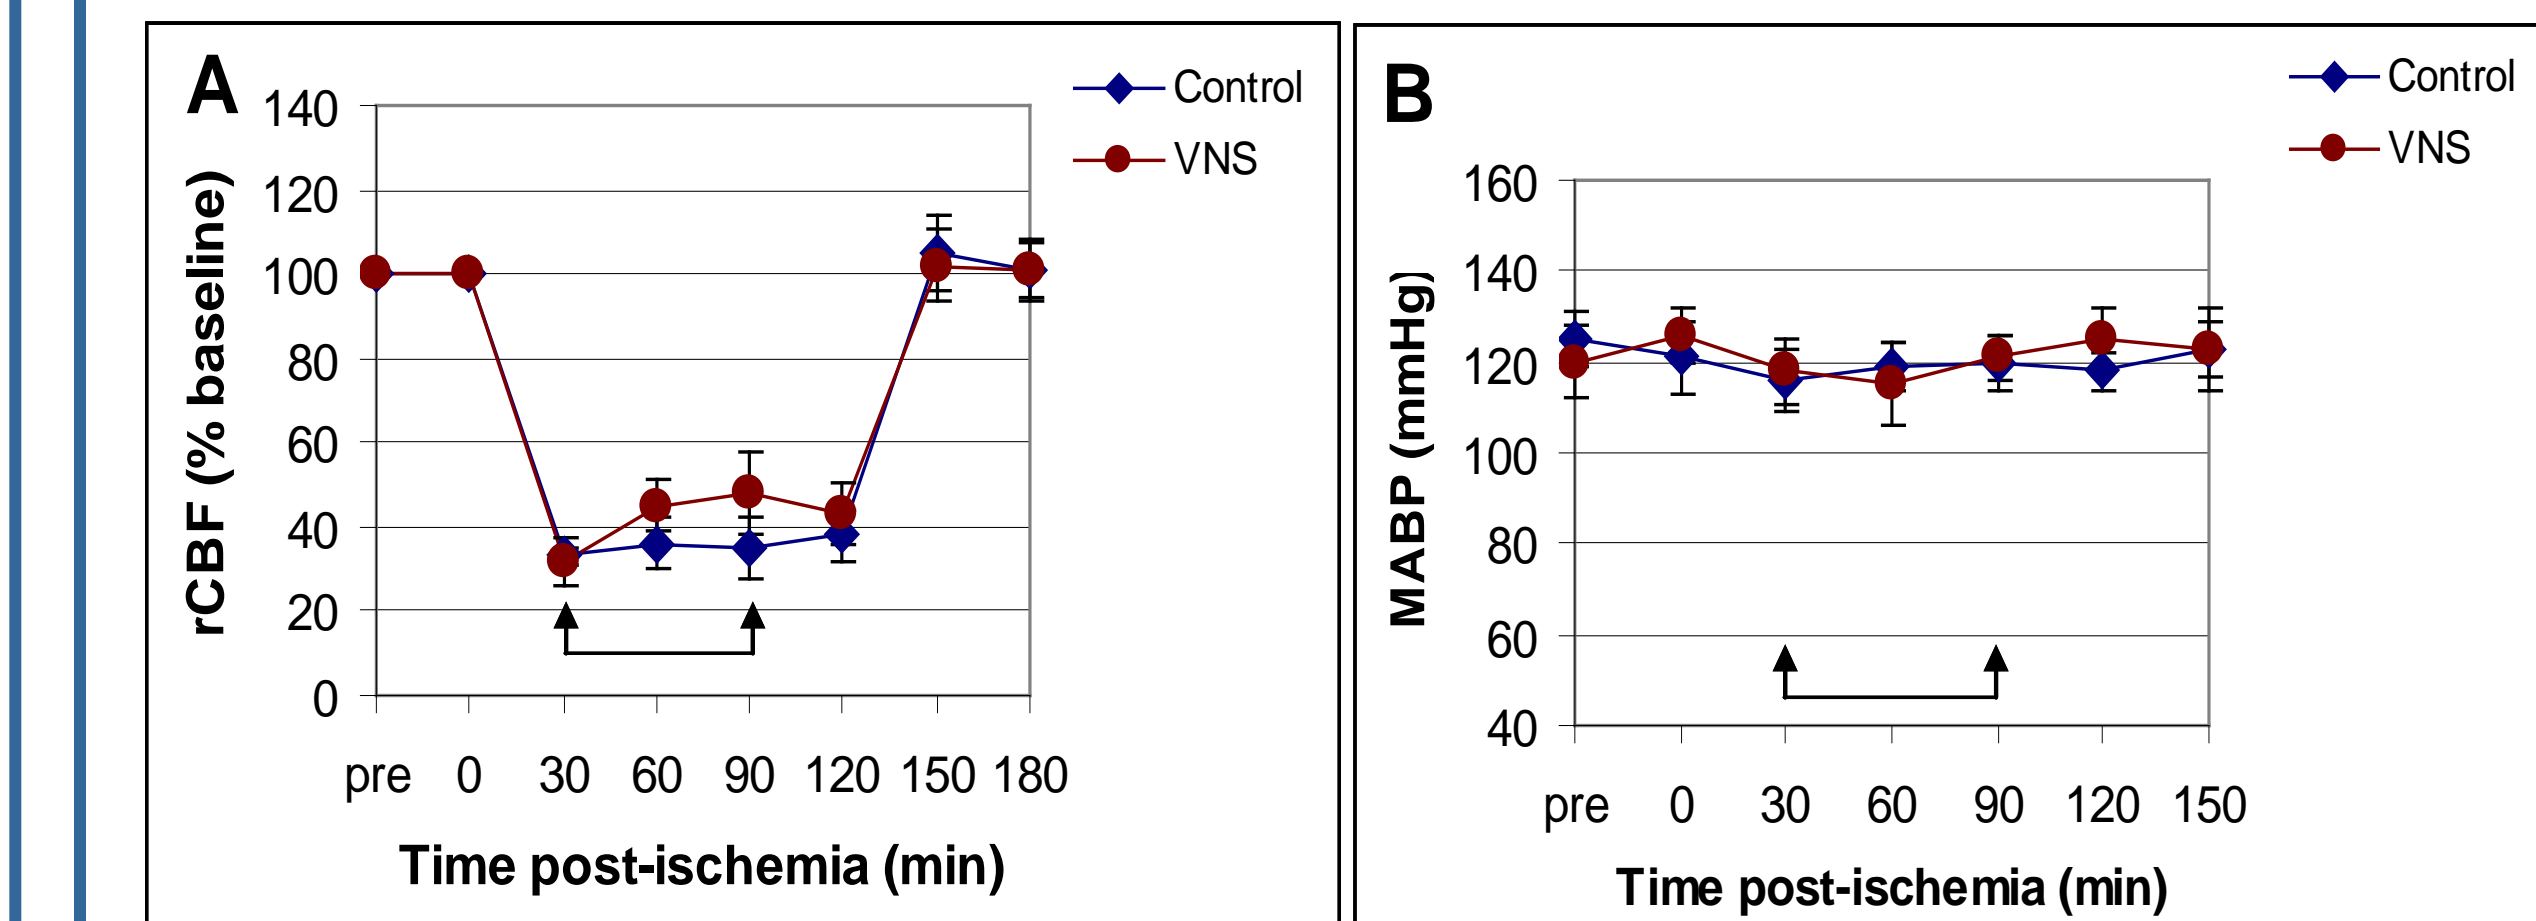 A
Control
VNS
140
120
100
80
60
40
20
0
rCBF (% baseline)
pre 0 30 60 90 120 150 180
Time post-ischemia (min)
B
Control
VNS
160
140
120
100
80
60
40
MABP (mmHg)
pre 0 30 60 90 120 150
Time post-ischemia (min)